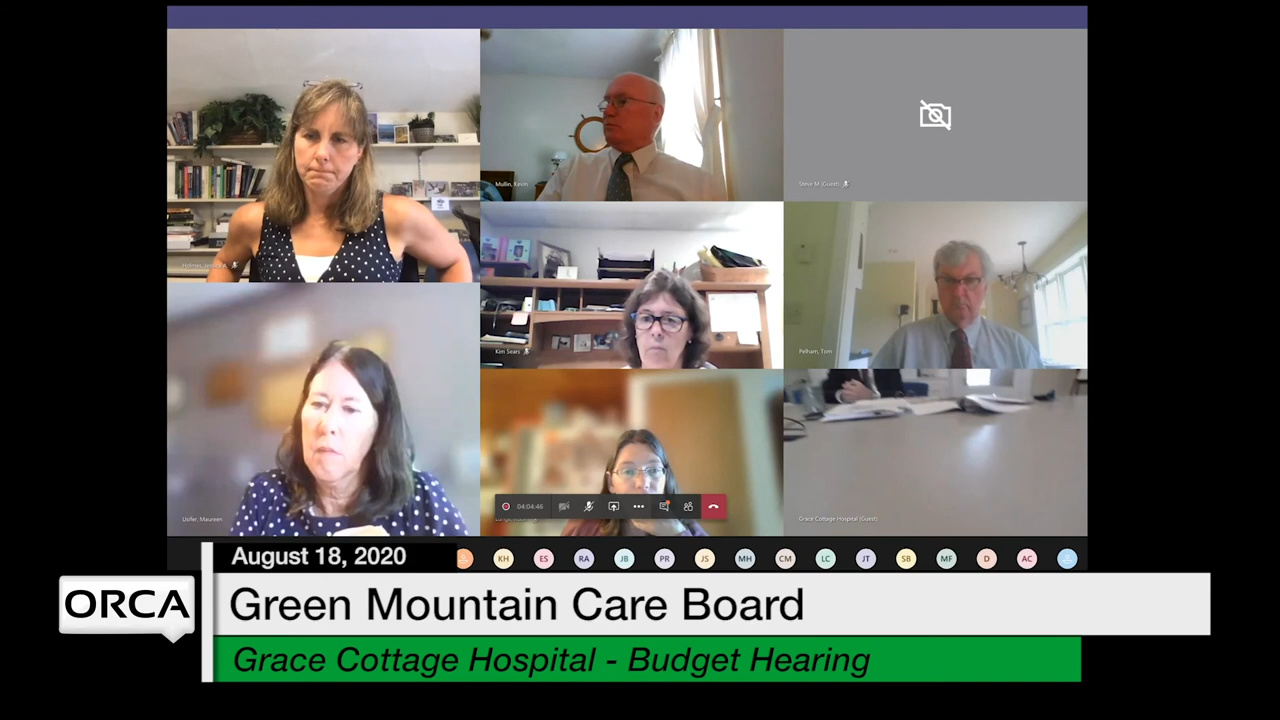 Mullin, Kevin
Steve M (Guest)
Kim Sears
Pelham, Tom
Usifer, Maureen
04:04:46
Grace Cottage Hospital (Guest)
KH
ES
RA
JB
PR
JS
MH
CM
LC
JT
SB
MF
D
AC
August 18, 2020
ORCA
Green Mountain Care Board
Grace Cottage Hospital - Budget Hearing